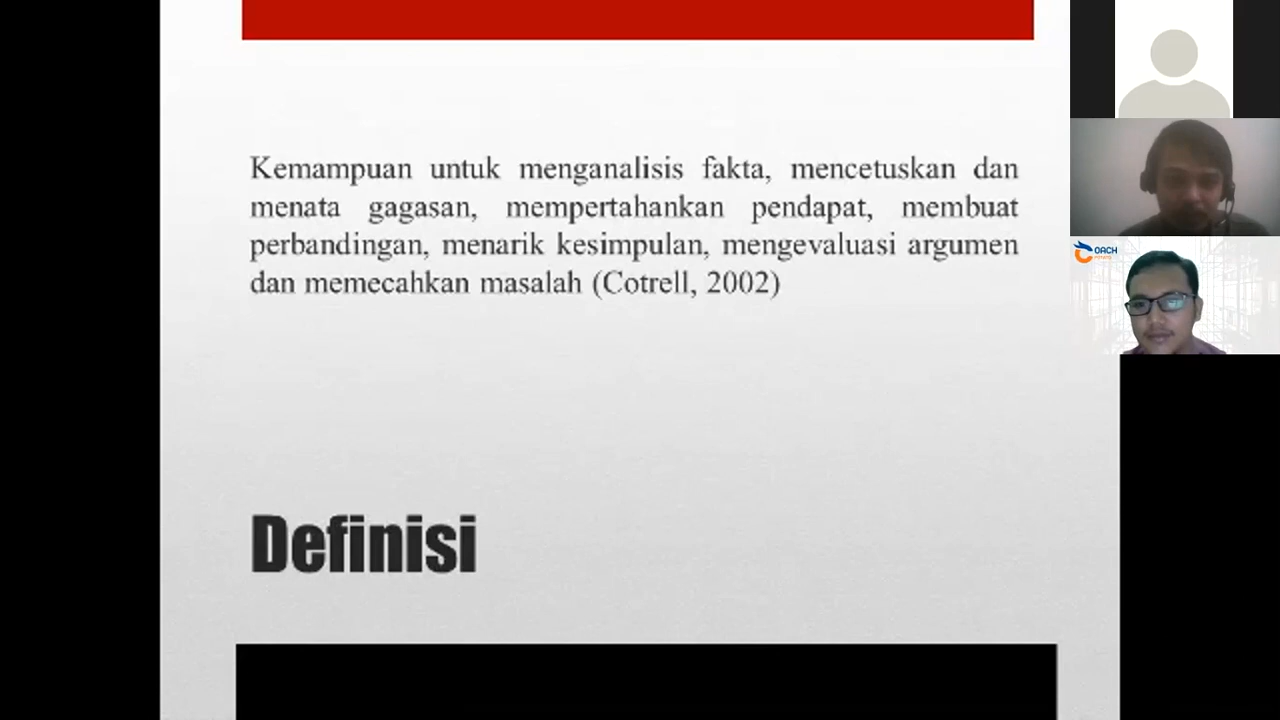 Kemampuan untuk menganalisis fakta, mencetuskan dan
menata gagasan, mempertahankan pendapat, membuat
perbandingan, menarik kesimpulan, mengevaluasi argumen
dan memecahkan masalah (Cotrell, 2002)
Definisi
OACH